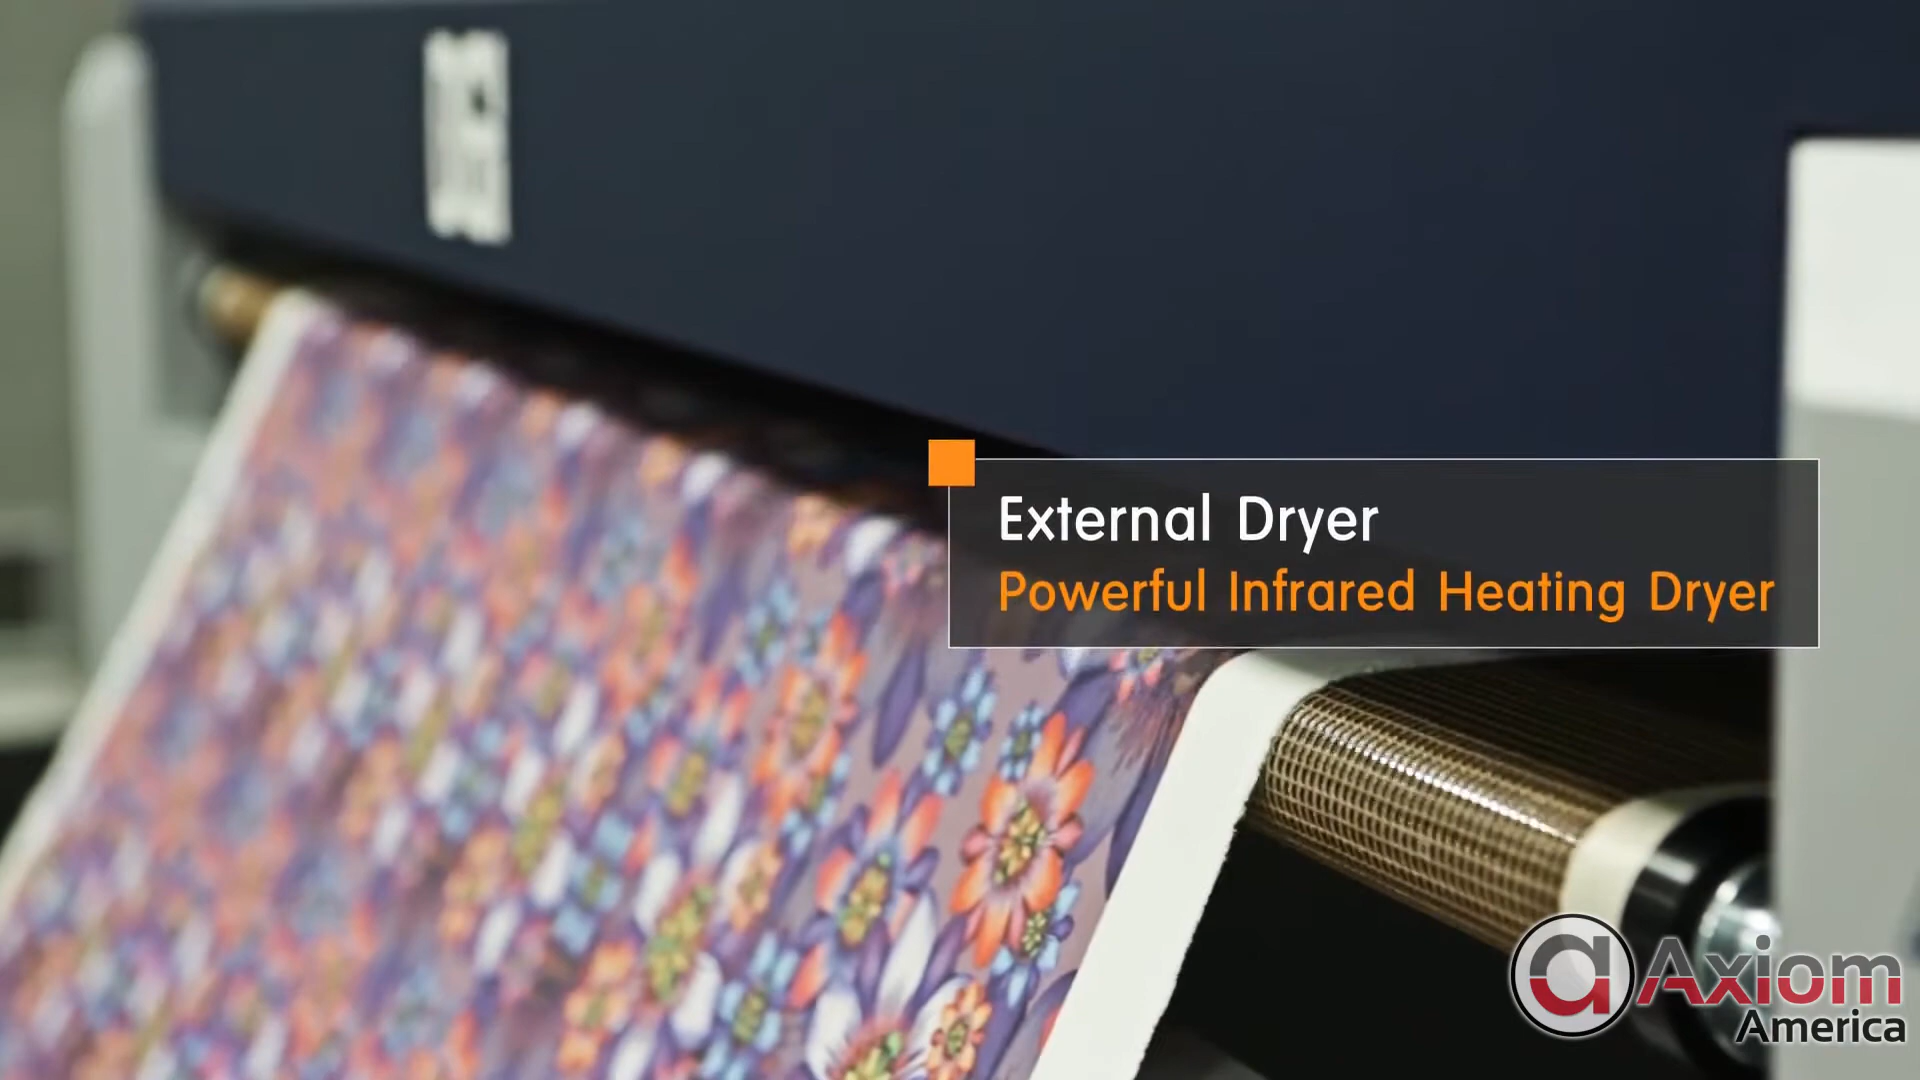 External Dryer
Powerful Infrared Heating Dryer
Axiom
America